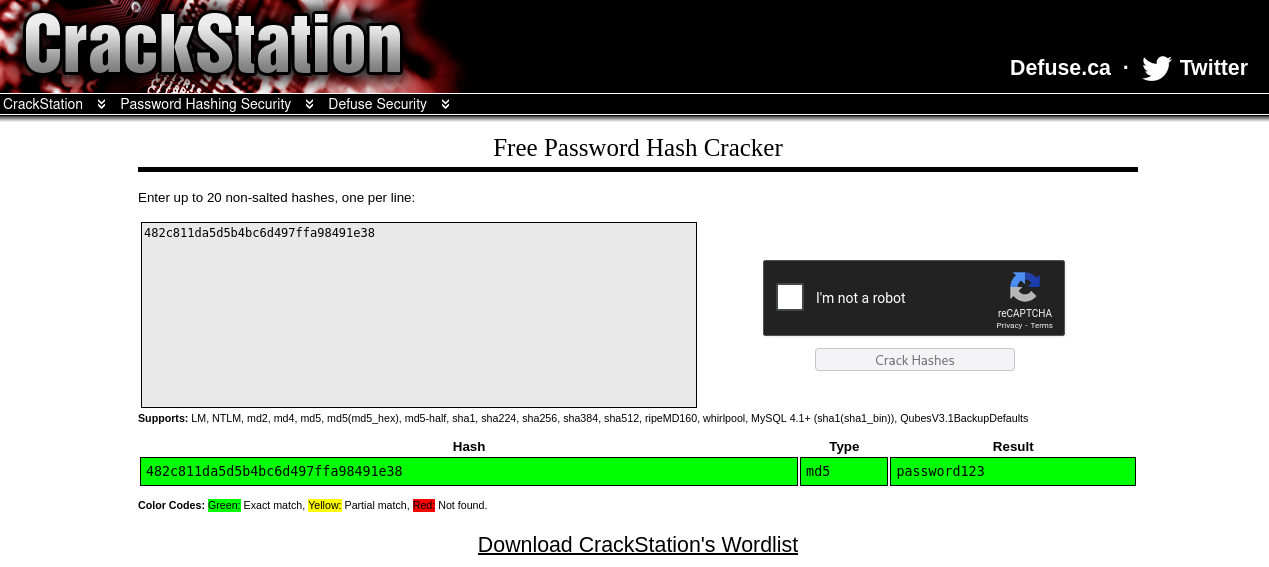 CrackStation
Defuse.ca · Twitter
CrackStation Password Hashing Security Defuse Security
Free Password Hash Cracker
Enter up to 20 non-salted hashes, one per line:
482c811da5d5b4bc6d497ffa98491e38
I'm not a robot
reCAPTCHA
Privacy - Terms
Crack Hashes
Supports: LM, NTLM, md2, md4, md5, md5(md5_hex), md5-half, sha1, sha224, sha256, sha384, sha512, ripeMD160, whirlpool, MySQL 4.1+ (sha1(sha1_bin)), QubesV3.1BackupDefaults
Hash Type Result
482c811da5d5b4bc6d497ffa98491e38 md5 password123
Color Codes: Green: Exact match, Yellow: Partial match, Red: Not found.
Download CrackStation's Wordlist